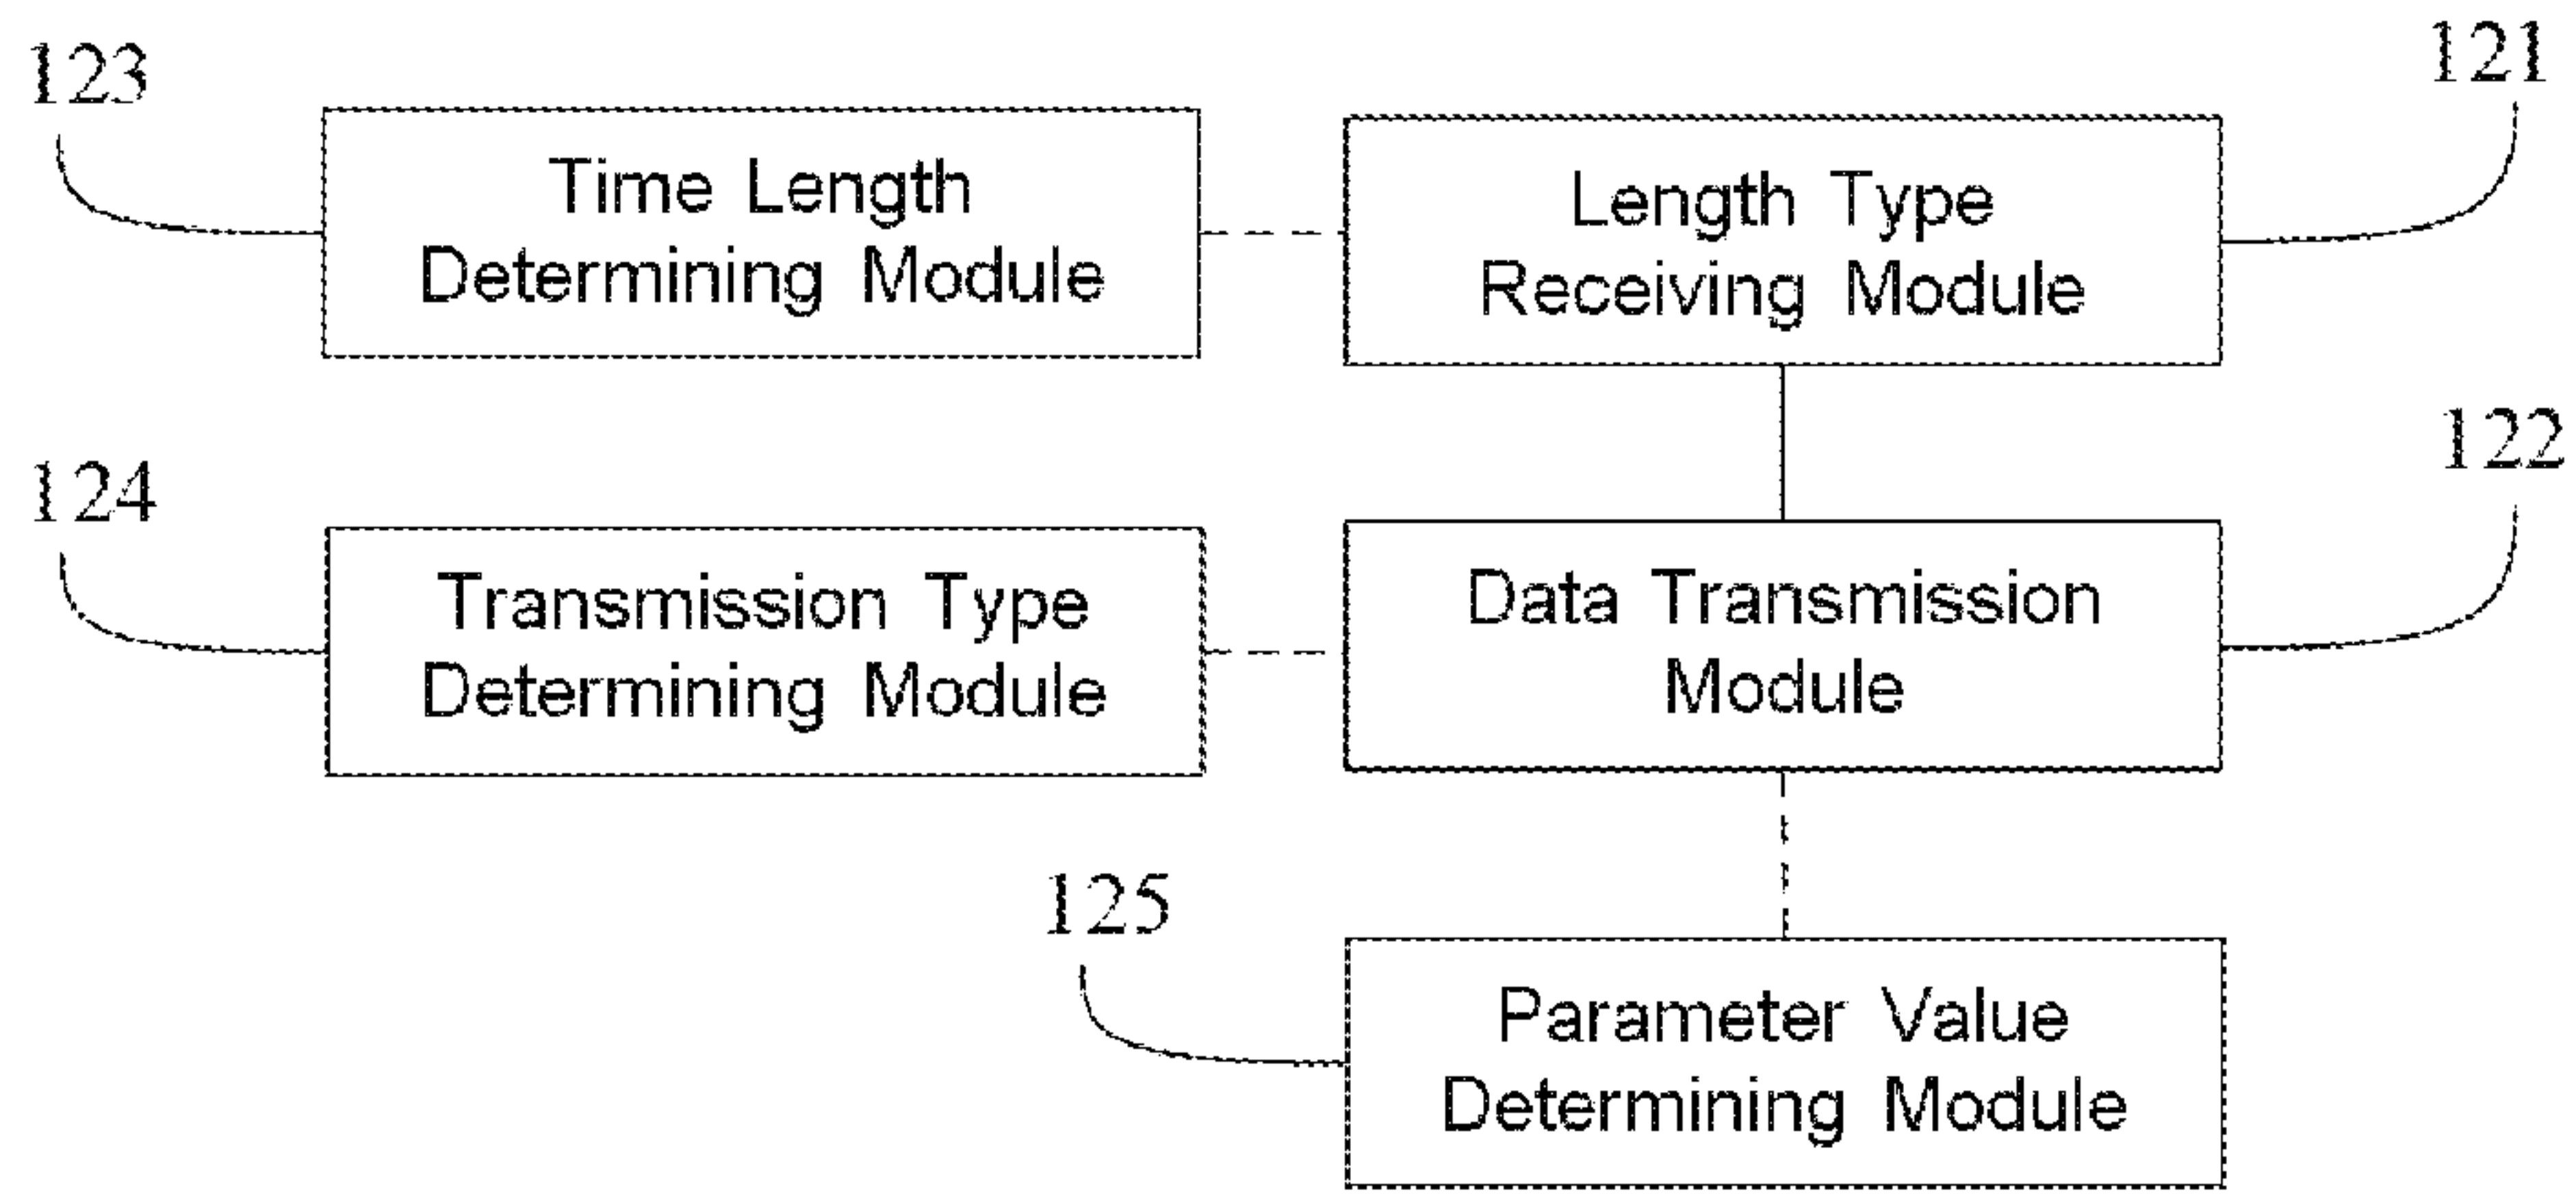 123
121
Time Length
Determining Module
Length Type
Receiving Module
124
122
Transmission Type
Determining Module
Data Transmission
Module
125
Parameter Value
Determining Module